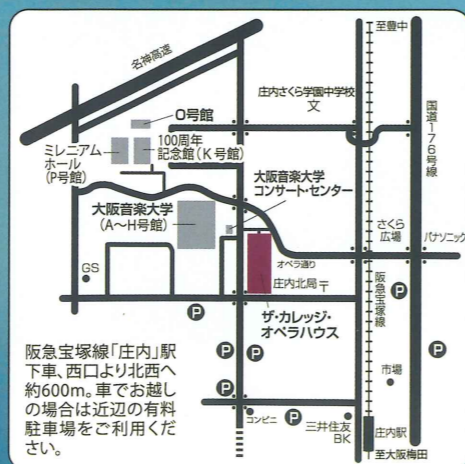 至豊中
名神高速
庄内さくら学園中学校
文
国道176号線
O号館
100周年
記念館(K号館)
ミレニアム
ホール
(P号館)
大阪音楽大学
コンサート・センター
大阪音楽大学
(A〜H号館)
さくら
広場
パナソニック
オペラ通り
GS
庄内北局〒
阪急宝塚線
P
P
ザ・カレッジ・
オペラハウス
P
P
P
市場
阪急宝塚線「庄内」駅
下車、西口より北西へ
約600m。車でお越し
の場合は近辺の有料
駐車場をご利用くだ
さい。
P
P
コンビニ
三井住友
BK
庄内駅
至大阪梅田